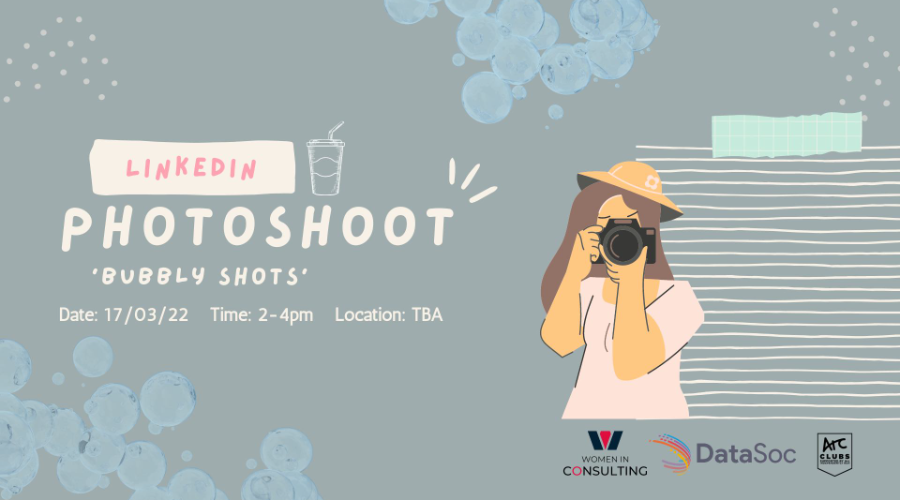 LINKEDIN
PHOTOSHOOT
'BUBBLY SHOTS'
Date: 17/03/22 Time: 2-4pm Location: TBA
WOMEN IN
CONSULTING
DataSoc
ARC
CLUBS